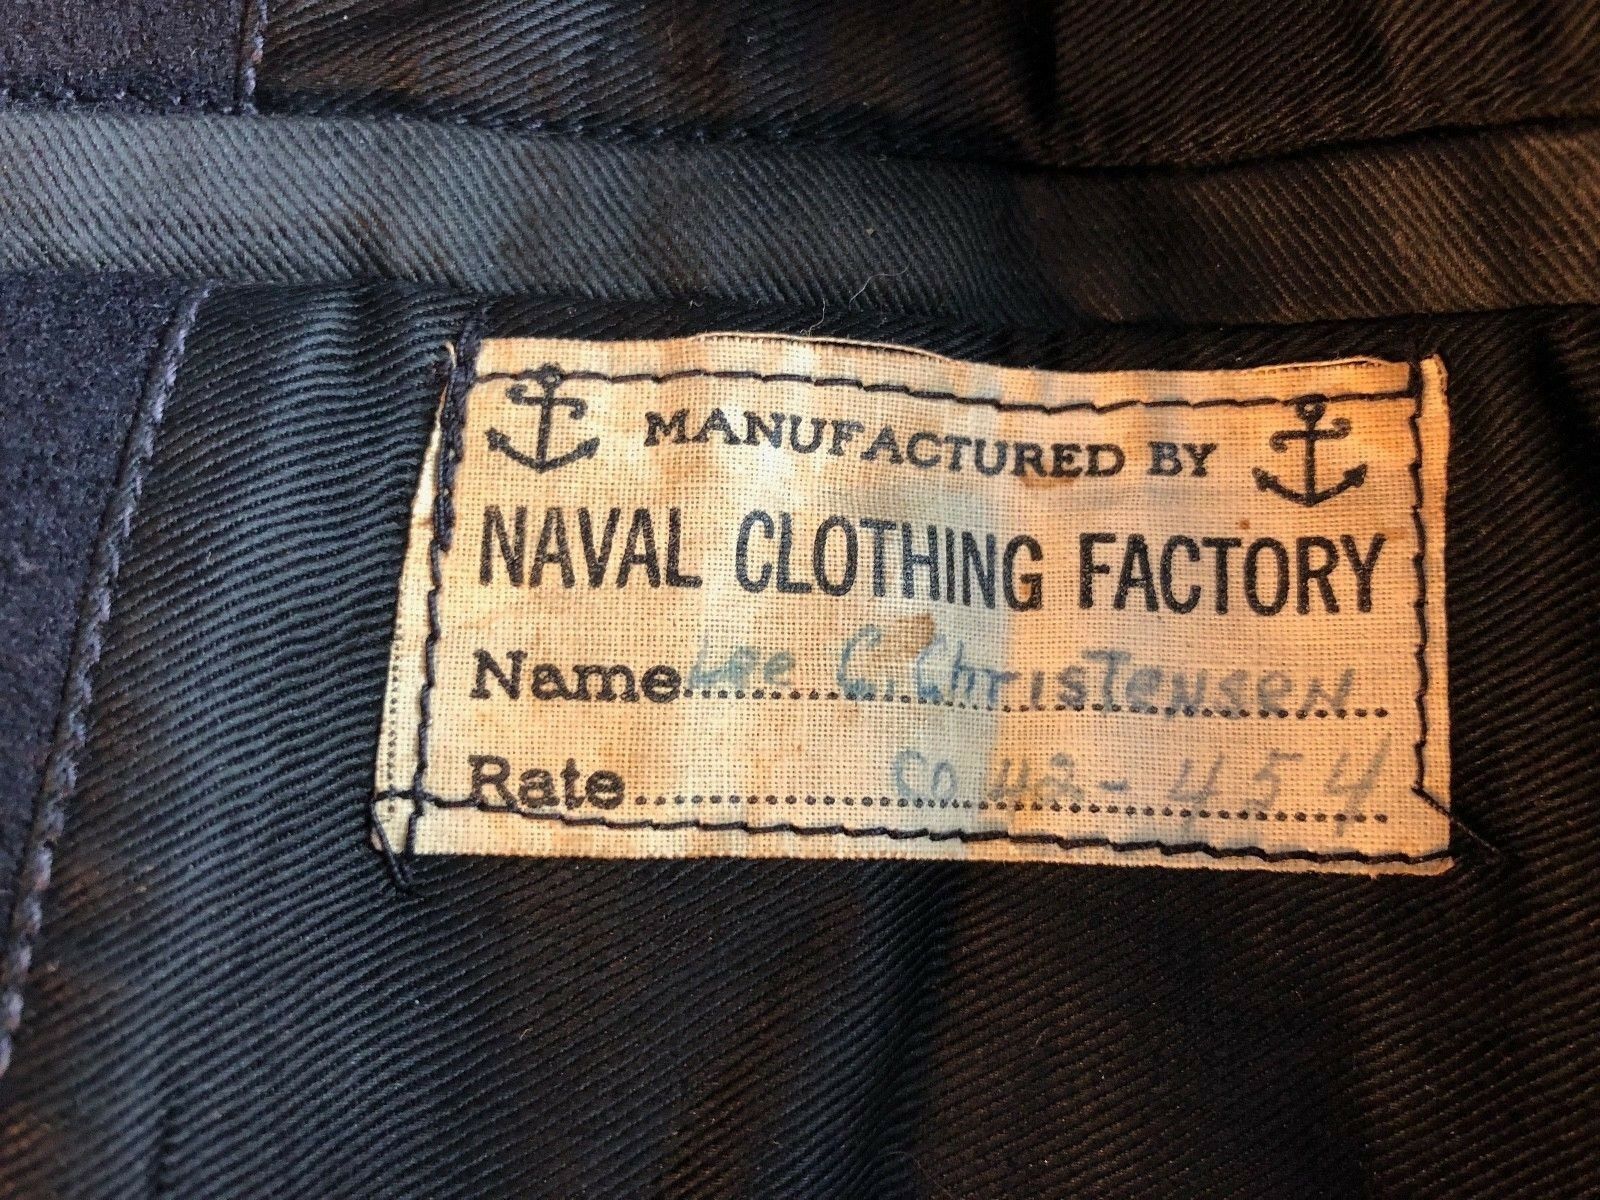 MANUFACTURED BY
NAVAL CLOTHING FACTORY
Name Lee C. Christensen
Rate Co 42-454